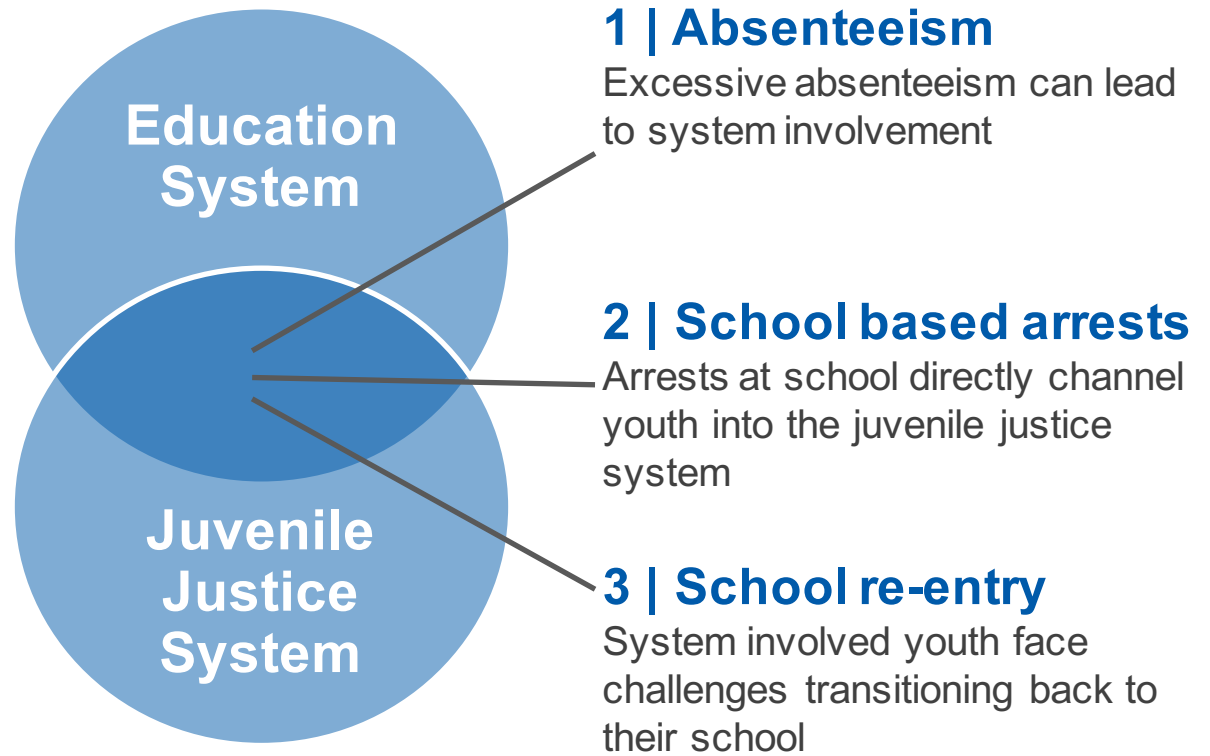 Education
System
Juvenile
Justice
System
1 | Absenteeism
Excessive absenteeism can lead
to system involvement
2 | School based arrests
Arrests at school directly channel
youth into the juvenile justice
system
3 | School re-entry
System involved youth face
challenges transitioning back to
their school